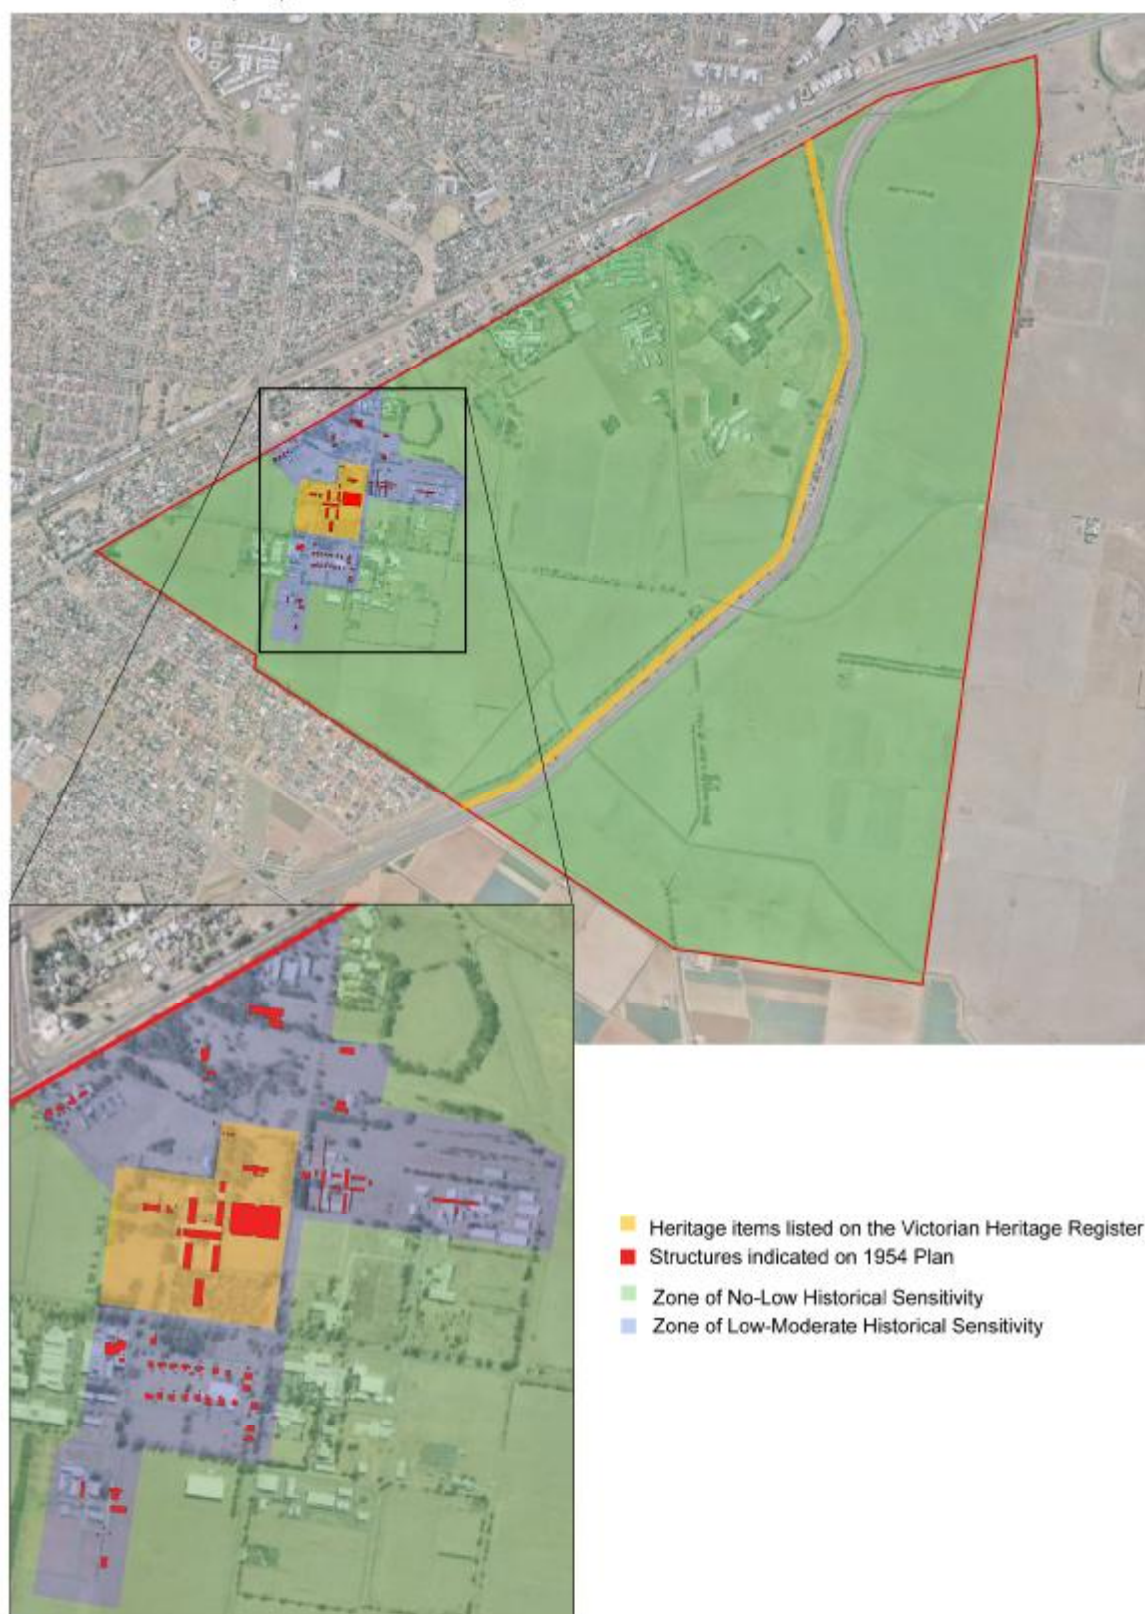 Heritage items listed on the Victorian Heritage Register
Structures indicated on 1954 Plan
Zone of No-Low Historical Sensitivity
Zone of Low-Moderate Historical Sensitivity